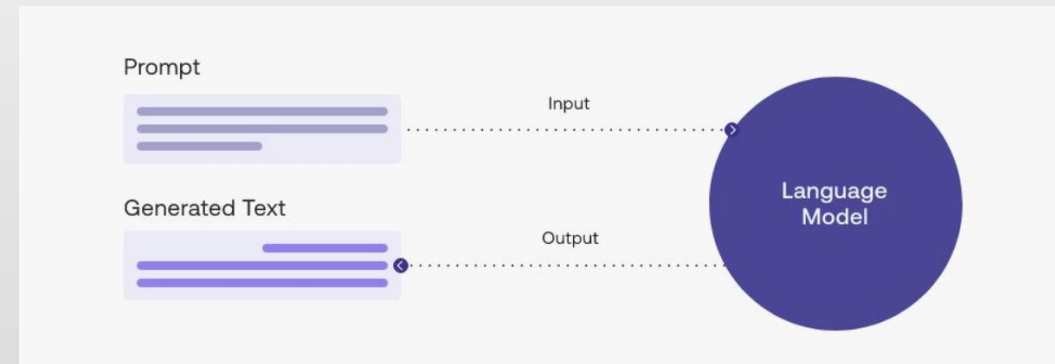 Prompt
Input
Generated Text
Output
Language
Model